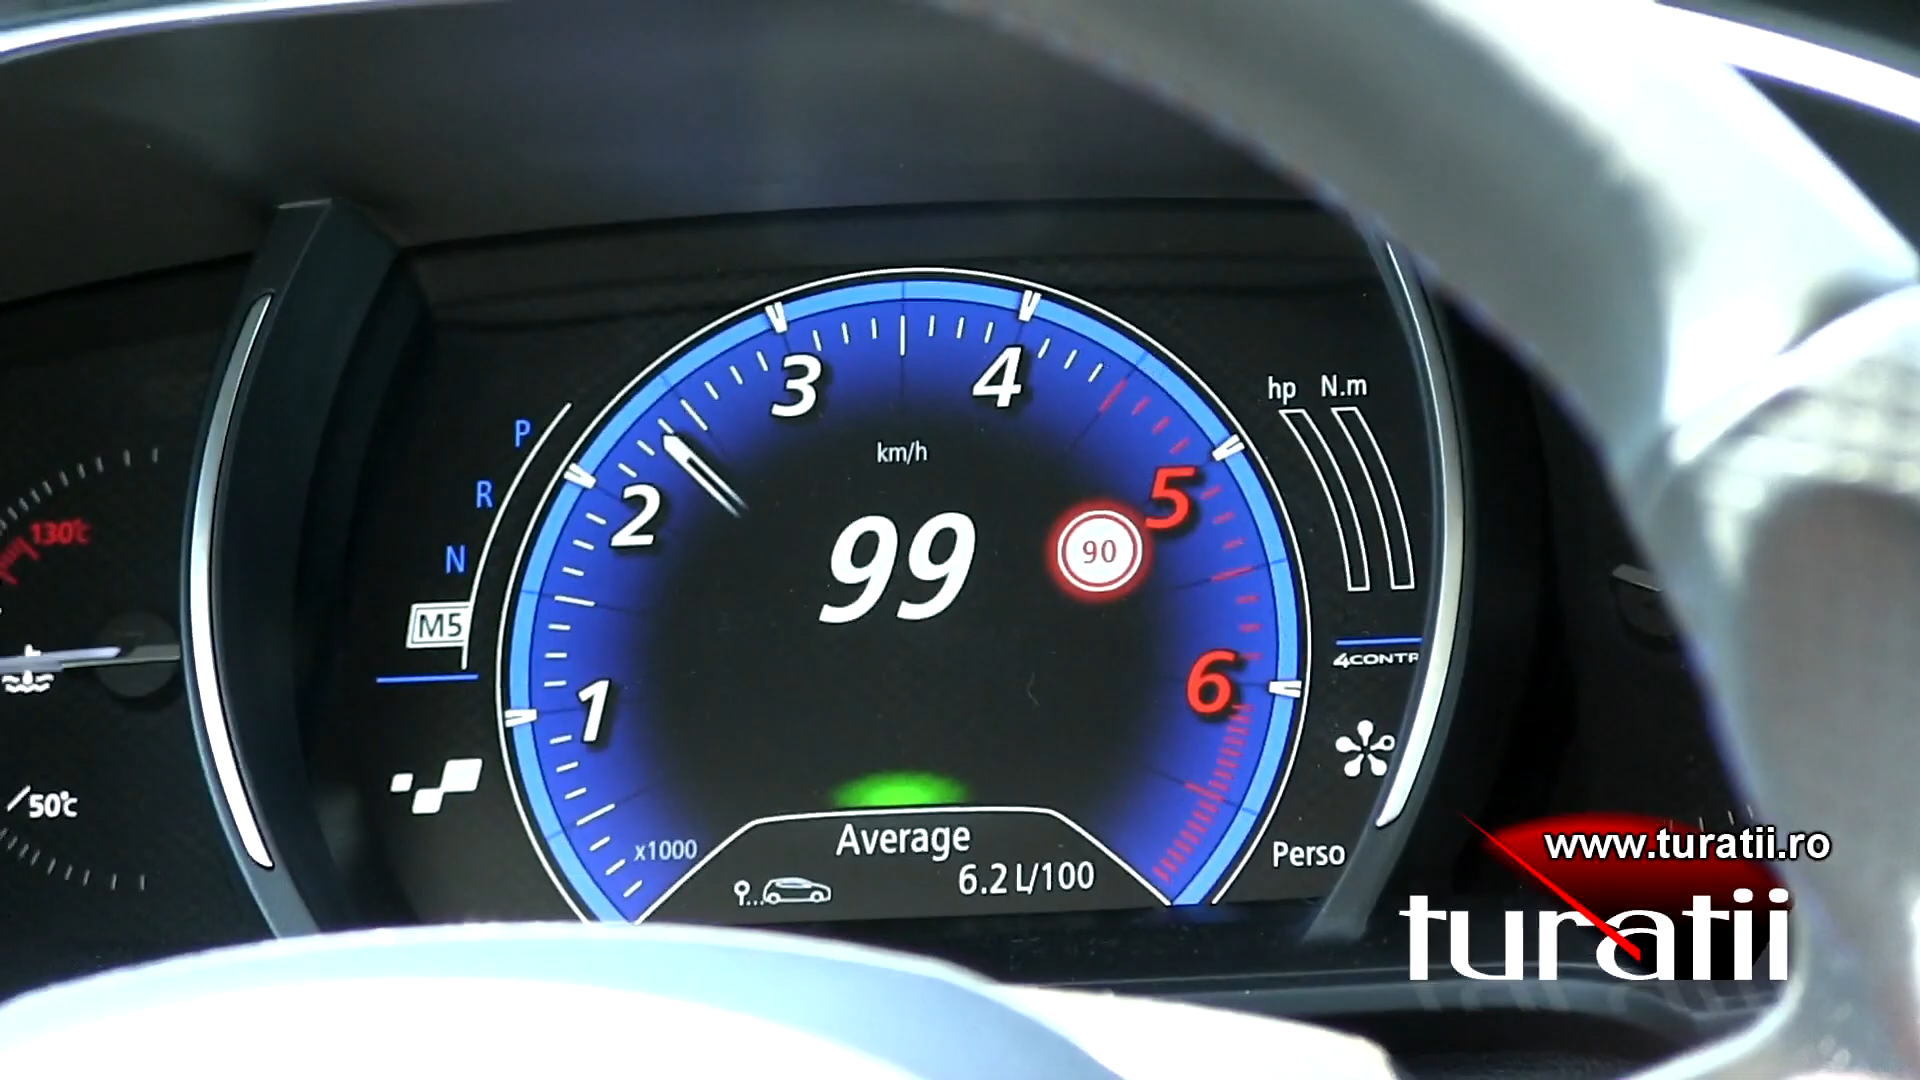 3
4
hp N.m
P
km/h
R
2
5
130°c
99
90
N
M5
4CONTR
1
6
50°c
x1000
Average
Perso
6.2 L/100
www.turatii.ro
turatii